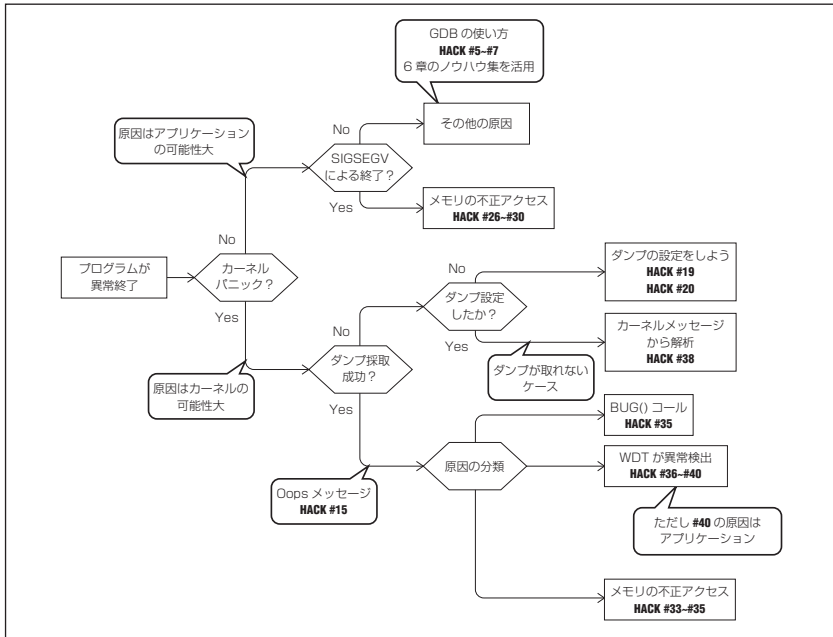 GDB の使い方
HACK #5~#7
6 章のノウハウ集を活用
原因はアプリケーション
の可能性大
No
その他の原因
SIGSEGV
による終了？
Yes
メモリの不正アクセス
HACK #26~#30
No
プログラムが
異常終了
カーネル
パニック？
Yes
原因はカーネルの
可能性大
No
ダンプの設定をしよう
HACK #19
HACK #20
ダンプ設定
したか？
No
Yes
カーネルメッセージ
から解析
HACK #38
ダンプが取れない
ケース
ダンプ採取
成功？
Yes
BUG() コール
HACK #35
原因の分類
WDT が異常検出
HACK #36~#40
Oops メッセージ
HACK #15
ただし #40 の原因は
アプリケーション
メモリの不正アクセス
HACK #33~#35